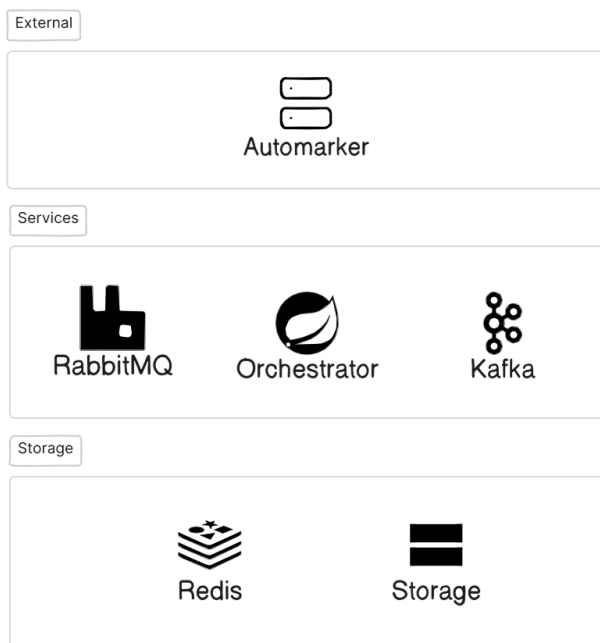 External
Automarker
Services
RabbitMQ
Orchestrator
Kafka
Storage
Redis
Storage